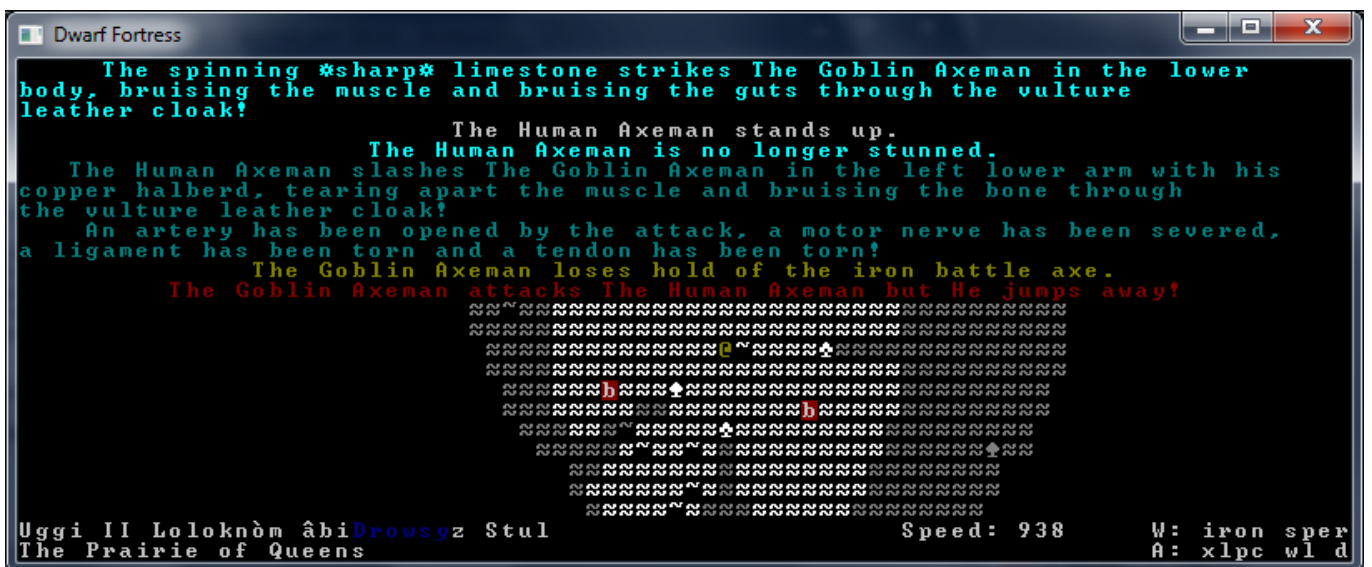 Dwarf Fortress
The spinning ☼sharp☼ limestone strikes The Goblin Axeman in the lower
body, bruising the muscle and bruising the guts through the vulture
leather cloak!
The Human Axeman stands up.
The Human Axeman is no longer stunned.
The Human Axeman slashes The Goblin Axeman in the left lower arm with his
copper halberd, tearing apart the muscle and bruising the bone through
the vulture leather cloak!
An artery has been opened by the attack, a motor nerve has been severed,
a ligament has been torn and a tendon has been torn!
The Goblin Axeman loses hold of the iron battle axe.
The Goblin Axeman attacks The Human Axeman but He jumps away!
@
b
b
Uggi II Loloknòm âbiDrowsyz Stul Speed: 938 W: iron sper
The Prairie of Queens A: xlpc wl d